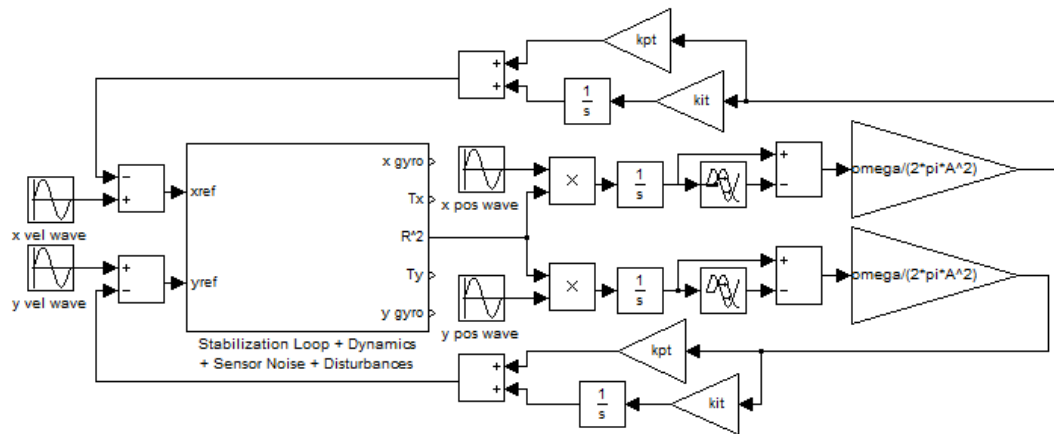 kpt
+
+
1
s
kit
x gyro
x pos wave
×
1
s
+
−
omega/(2*pi*A^2)
−
+
xref
x vel wave
Tx
R^2
y vel wave
+
−
yref
Ty
y gyro
y pos wave
×
1
s
+
−
omega/(2*pi*A^2)
Stabilization Loop + Dynamics
+ Sensor Noise + Disturbances
+
+
kpt
1
s
kit